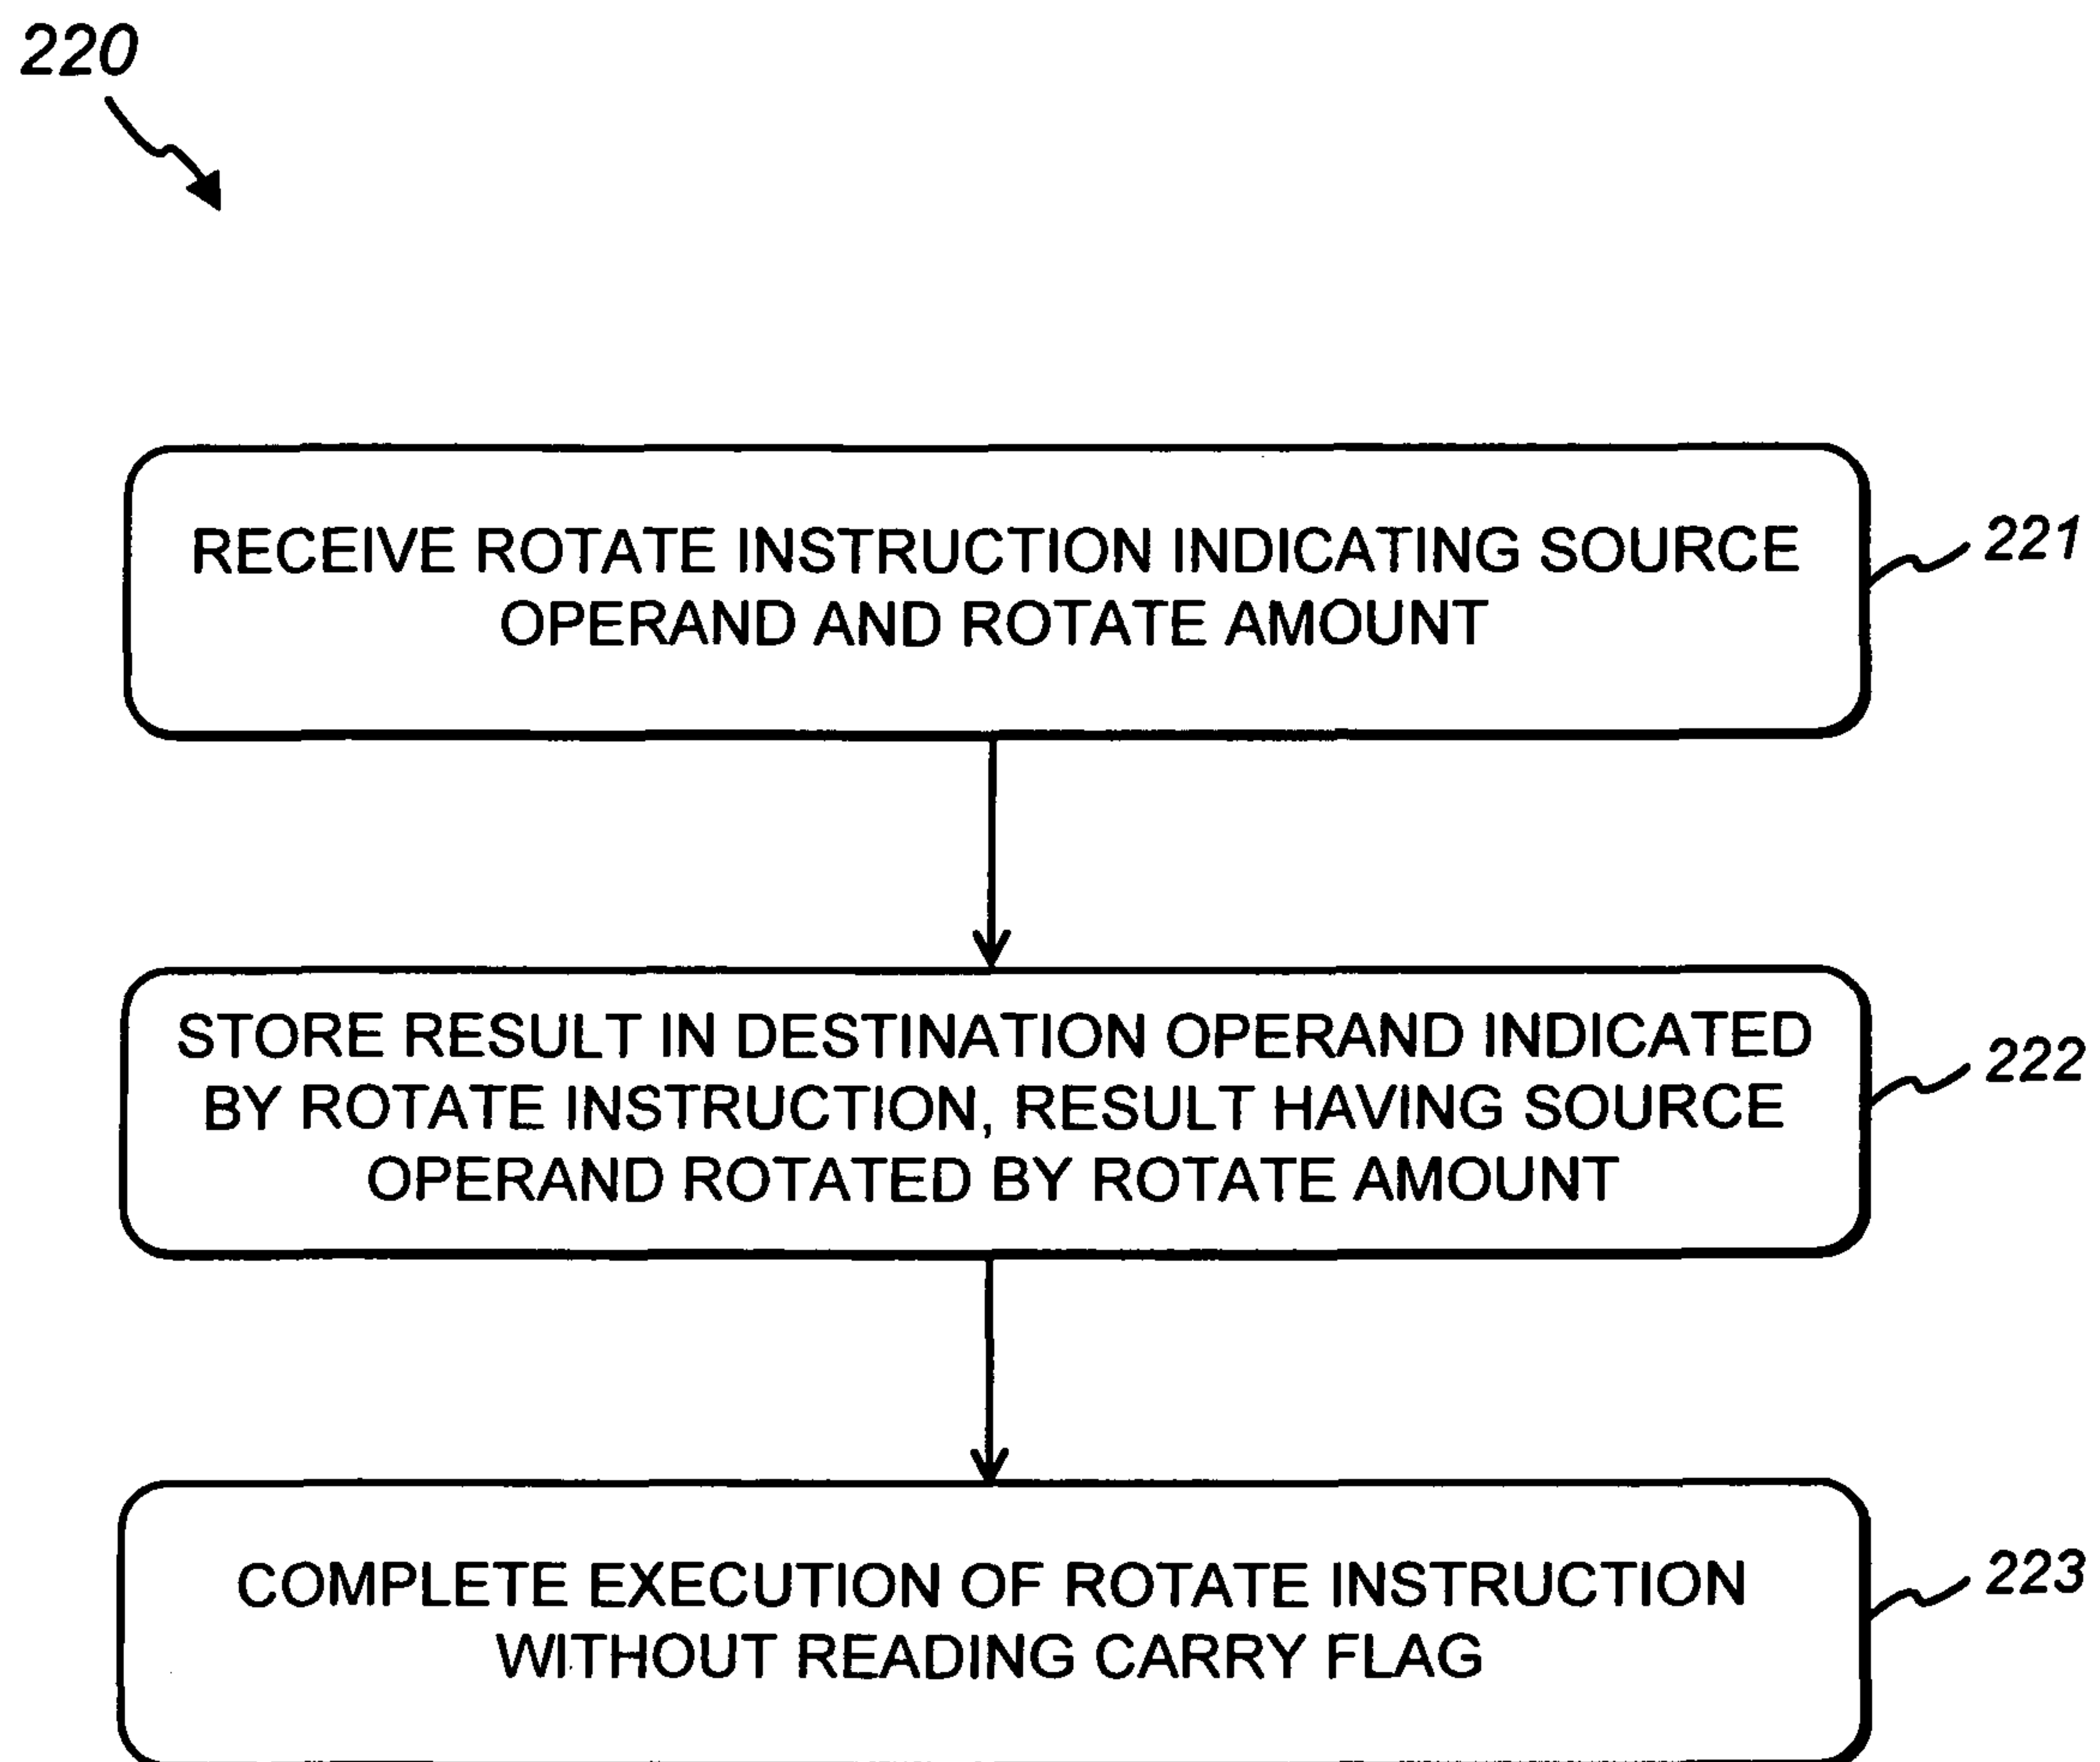 220
RECEIVE ROTATE INSTRUCTION INDICATING SOURCE
OPERAND AND ROTATE AMOUNT
221
STORE RESULT IN DESTINATION OPERAND INDICATED
BY ROTATE INSTRUCTION, RESULT HAVING SOURCE
OPERAND ROTATED BY ROTATE AMOUNT
222
COMPLETE EXECUTION OF ROTATE INSTRUCTION
WITHOUT READING CARRY FLAG
223